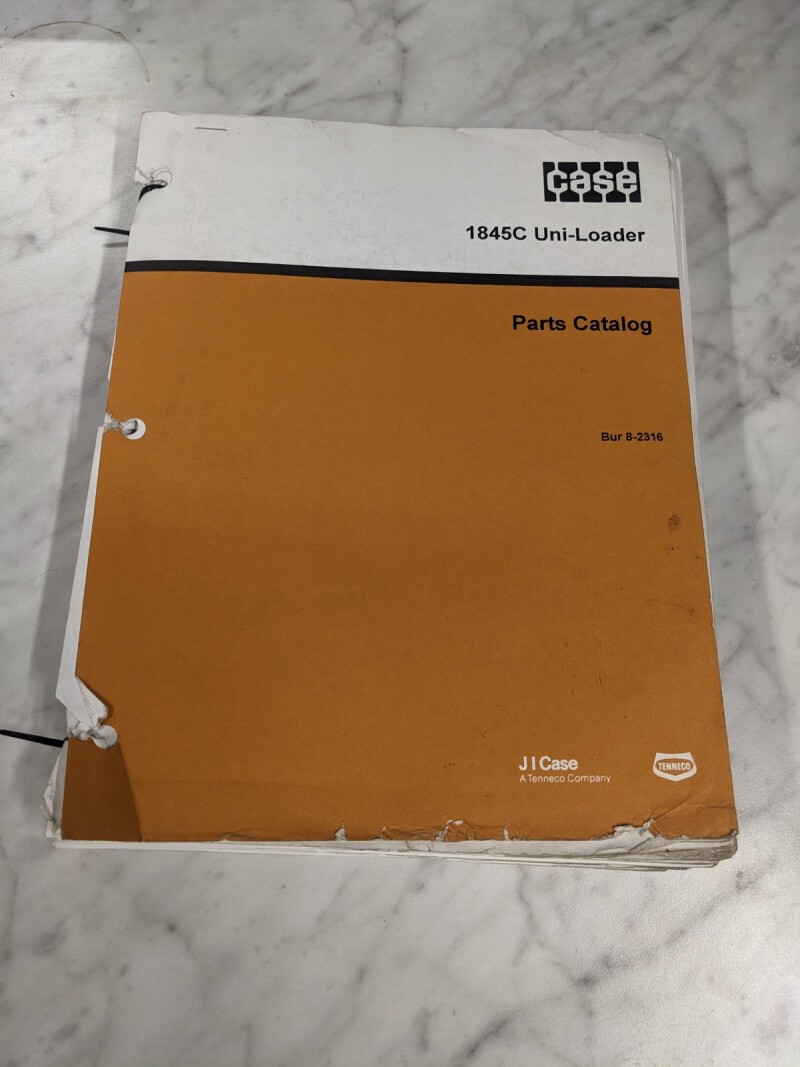 case
1845C Uni-Loader
Parts Catalog
Bur 8-2316
J I Case
A Tenneco Company
TENNECO